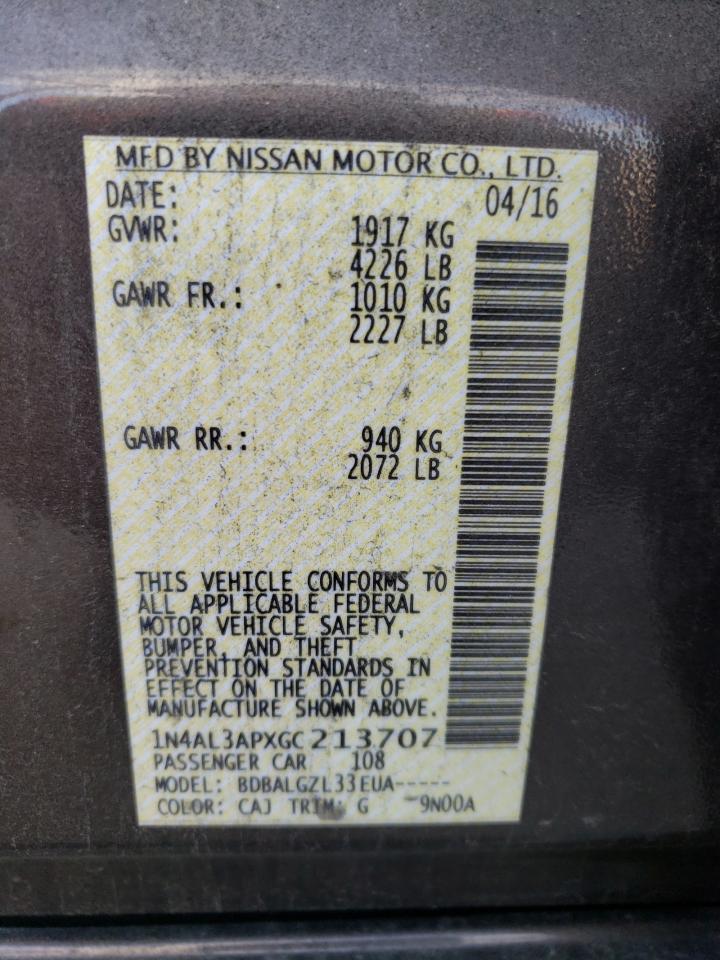 MFD BY NISSAN MOTOR CO., LTD.
DATE: 04/16
GVWR: 1917 KG
4226 LB
GAWR FR.: 1010 KG
2227 LB
GAWR RR.: 940 KG
2072 LB
THIS VEHICLE CONFORMS TO
ALL APPLICABLE FEDERAL
MOTOR VEHICLE SAFETY,
BUMPER, AND THEFT
PREVENTION STANDARDS IN
EFFECT ON THE DATE OF
MANUFACTURE SHOWN ABOVE.
1N4AL3APXGC213707
PASSENGER CAR 108
MODEL: BDBALGZL33EUA-----
COLOR: CAJ TRIM: G -9N00A